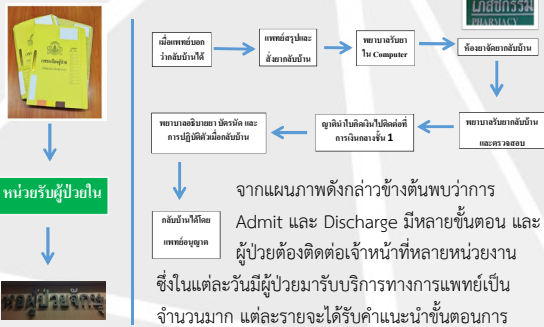 เภสัชกรรม
PHARMACY
เมื่อแพทย์บอก
ว่ากลับบ้านได้
แพทย์สรุปและ
สั่งยากลับบ้าน
พยาบาลรับยา
ใน Computer
ห้องยาจัดยากลับบ้าน
พยาบาลรับยากลับบ้าน
และตรวจสอบ
ญาตินำใบคิดเงินไปติดต่อที่
การเงินกลางชั้น 1
พยาบาลอธิบายยา บัตรนัด และ
การปฏิบัติตัวเมื่อกลับบ้าน
กลับบ้านได้โดย
แพทย์อนุญาต
หน่วยรับผู้ป่วยใน
จากแผนภาพดังกล่าวข้างต้นพบว่าการ
Admit และ Discharge มีหลายขั้นตอน และ
ผู้ป่วยต้องติดต่อเจ้าหน้าที่หลายหน่วยงาน
ซึ่งในแต่ละวันมีผู้ป่วยมารับบริการทางการแพทย์เป็น
จำนวนมาก แต่ละรายจะได้รับคำแนะนำขั้นตอนการ